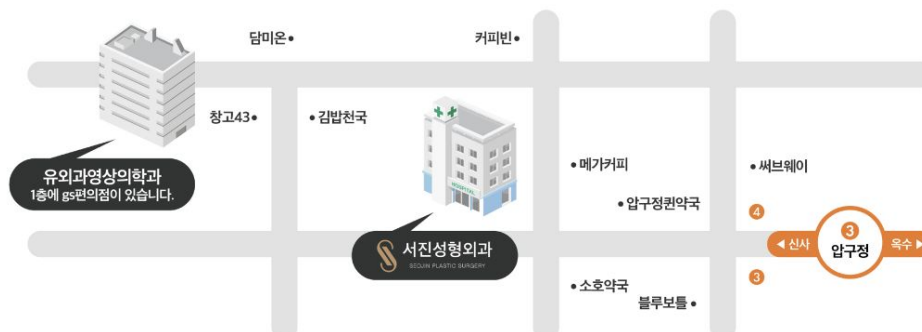 담미온
커피빈
창고43
김밥천국
HOSPITAL
유외과영상의학과
1층에 gs편의점이 있습니다.
메가커피
써브웨이
압구정퀸약국
4
서진성형외과
SEOJIN PLASTIC SURGERY
◀ 신사
3
압구정
옥수 ▶
3
소호약국
블루보틀